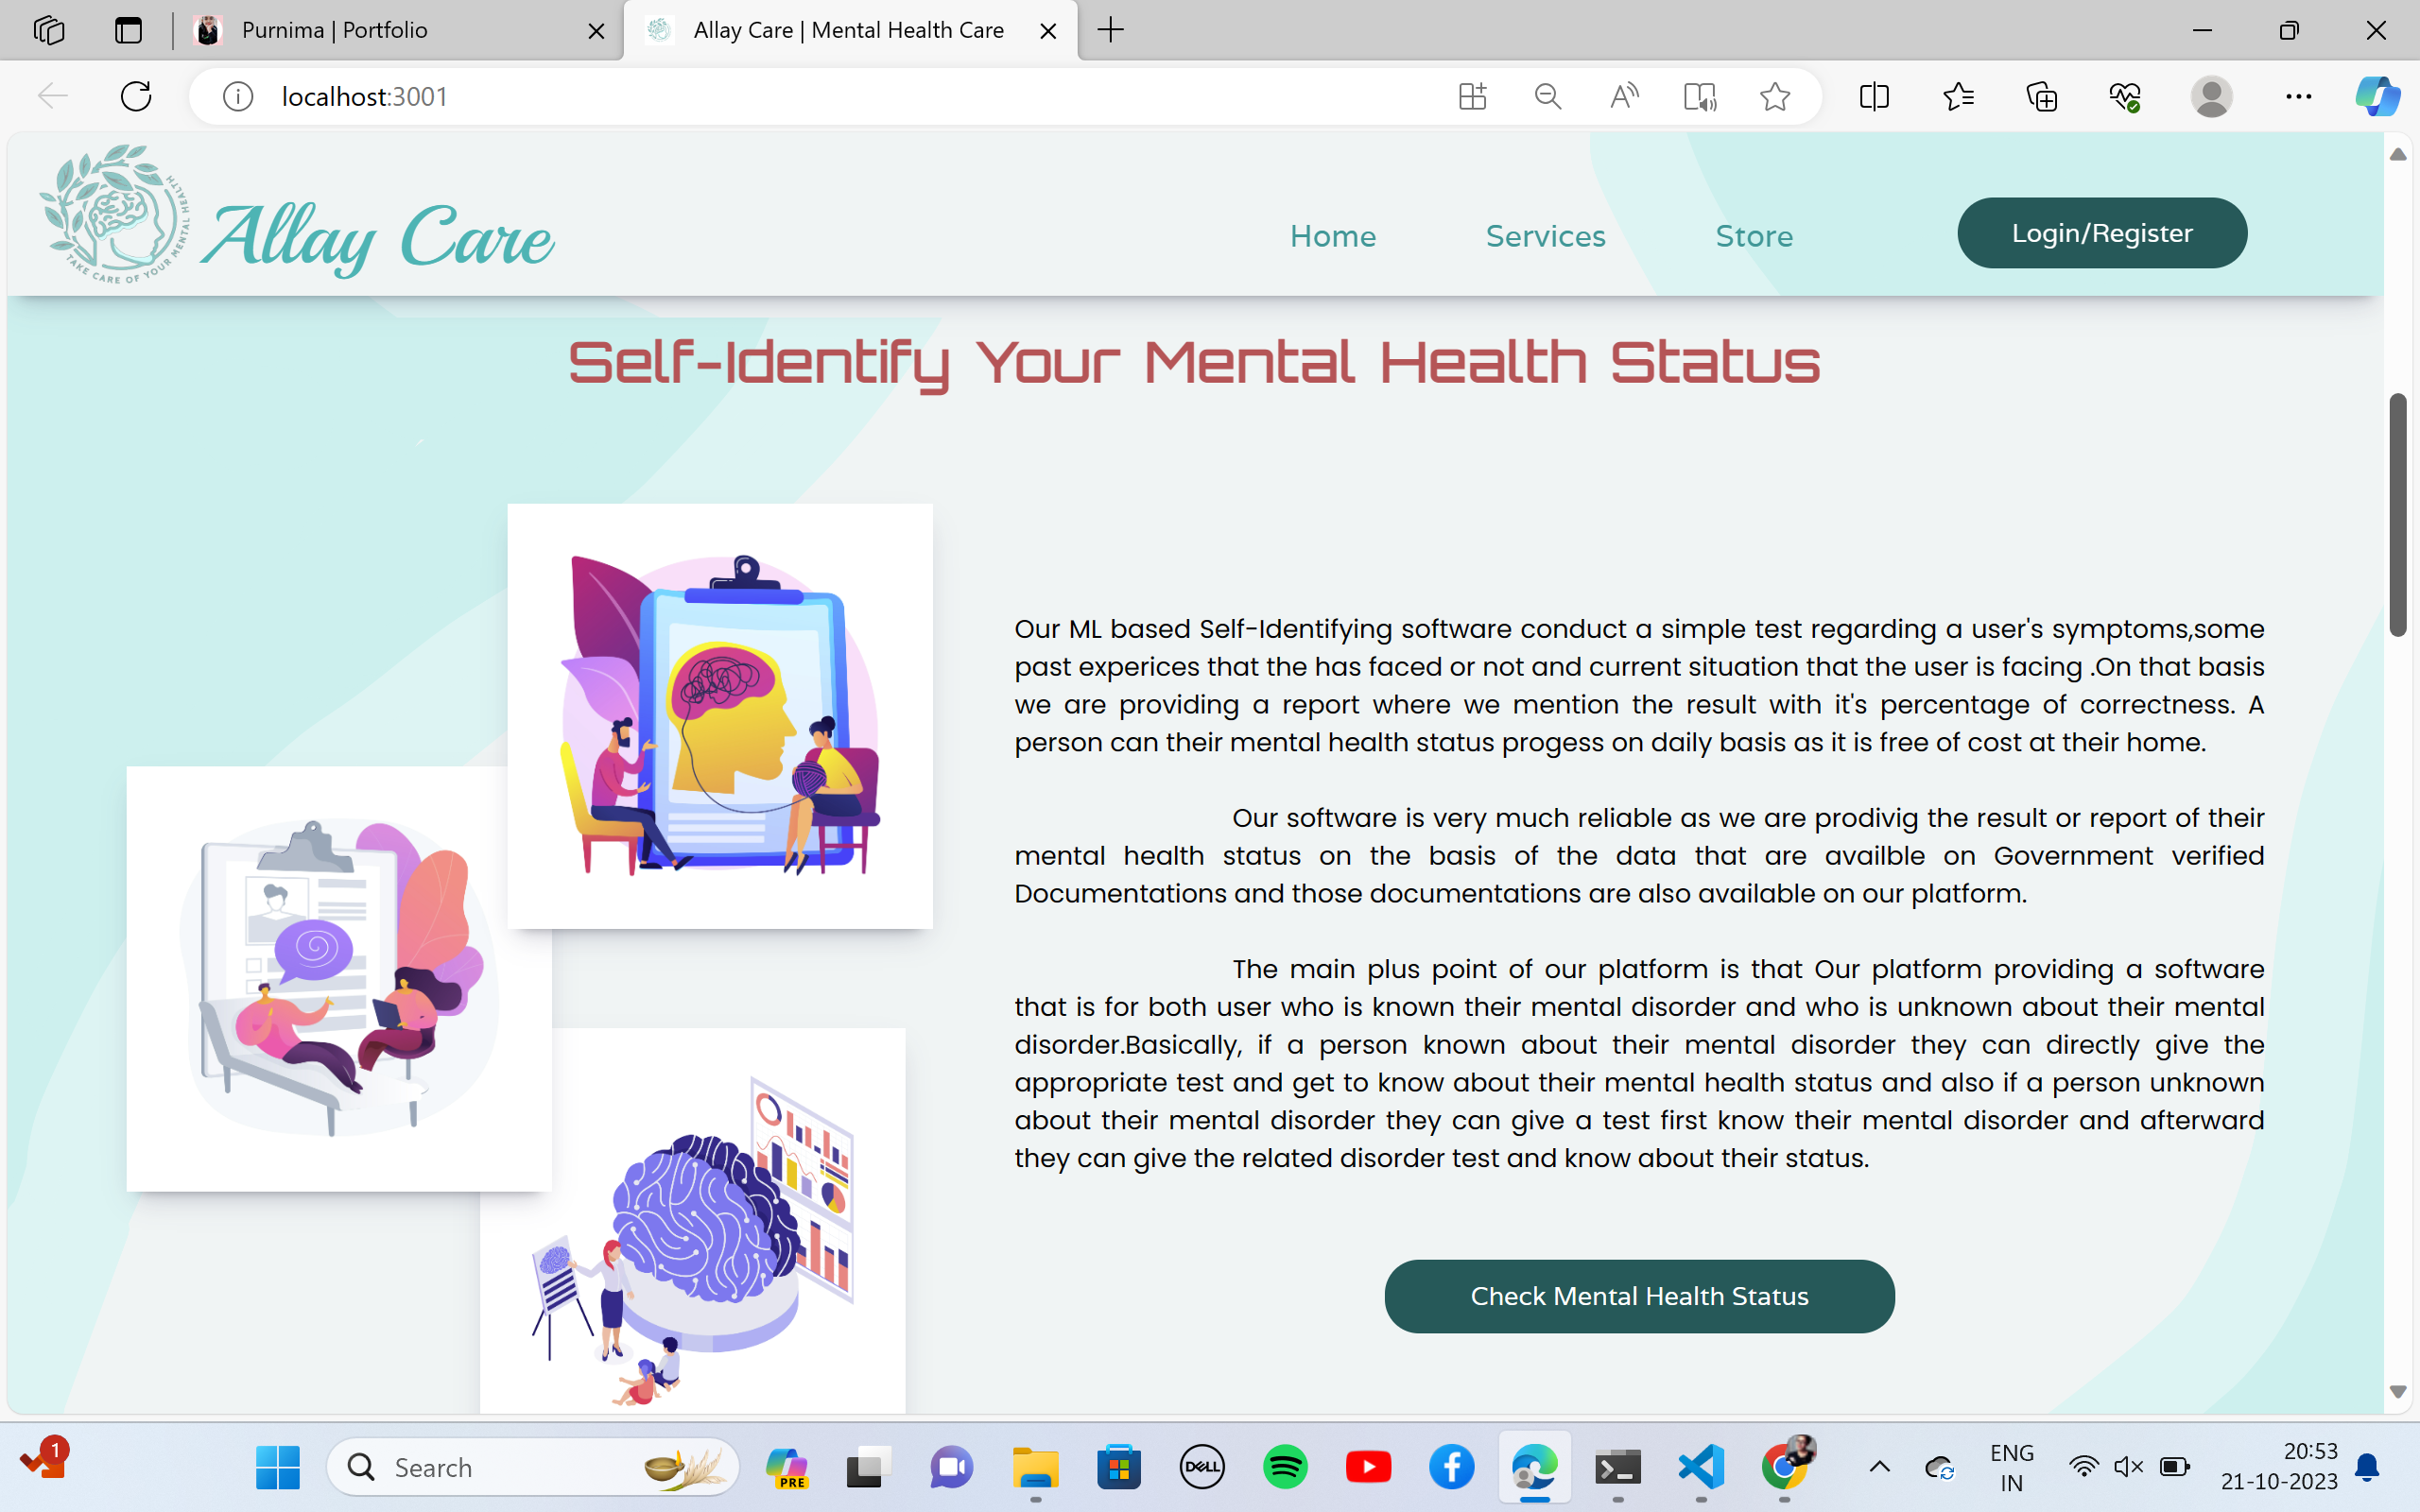 Purnima | Portfolio
Allay Care | Mental Health Care
localhost:3001
TAKE CARE OF YOUR MENTAL HEALTH
Allay Care
Home
Services
Store
Login/Register
Self-Identify Your Mental Health Status
Our ML based Self-Identifying software conduct a simple test regarding a user's symptoms,some
past experices that the has faced or not and current situation that the user is facing .On that basis
we are providing a report where we mention the result with it's percentage of correctness. A
person can their mental health status progess on daily basis as it is free of cost at their home.
Our software is very much reliable as we are prodivig the result or report of their
mental health status on the basis of the data that are availble on Government verified
Documentations and those documentations are also available on our platform.
The main plus point of our platform is that Our platform providing a software
that is for both user who is known their mental disorder and who is unknown about their mental
disorder.Basically, if a person known about their mental disorder they can directly give the
appropriate test and get to know about their mental health status and also if a person unknown
about their mental disorder they can give a test first know their mental disorder and afterward
they can give the related disorder test and know about their status.
Check Mental Health Status
1
Search
PRE
DELL
ENG
IN
20:53
21-10-2023